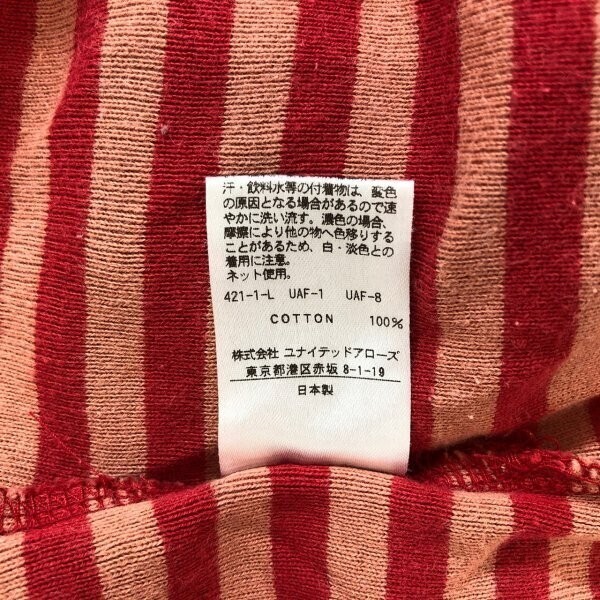 汗・飲料水等の付着物は、変色
の原因となる場合があるので速
やかに洗い流す。濃色の場合、
摩擦により他の物へ色移りする
ことがあるため、白・淡色との
着用に注意。
ネット使用。
421-1-L UAF-1 UAF-8
COTTON 100%
株式会社 ユナイテッドアローズ
東京都港区赤坂 8-1-19
日本製